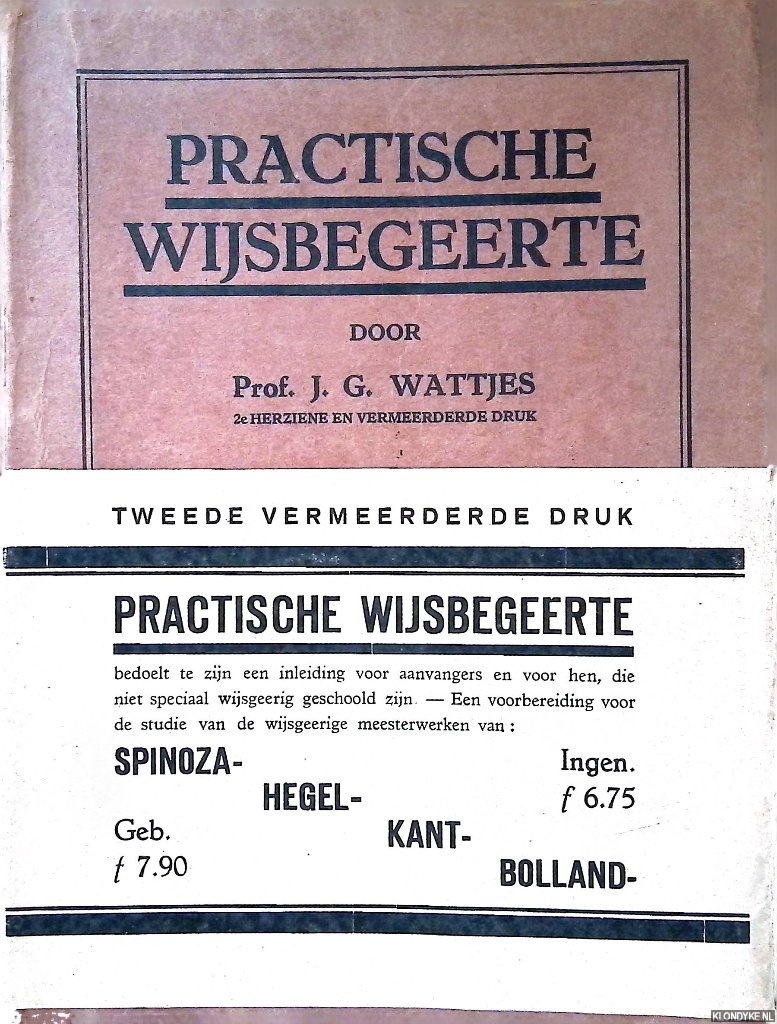 PRACTISCHE
WIJSBEGEERTE
DOOR
Prof. J. G. WATTJES
2e HERZIENE EN VERMEERDERDE DRUK
TWEEDE VERMEERDERDE DRUK
PRACTISCHE WIJSBEGEERTE
bedoelt te zijn een inleiding voor aanvangers en voor hen, die
niet speciaal wijsgeerig geschoold zijn. — Een voorbereiding voor
de studie van de wijsgeerige meesterwerken van :
SPINOZA-
Ingen.
HEGEL-
f 6.75
Geb.
KANT-
f 7.90
BOLLAND-
KLONDYKE.NL